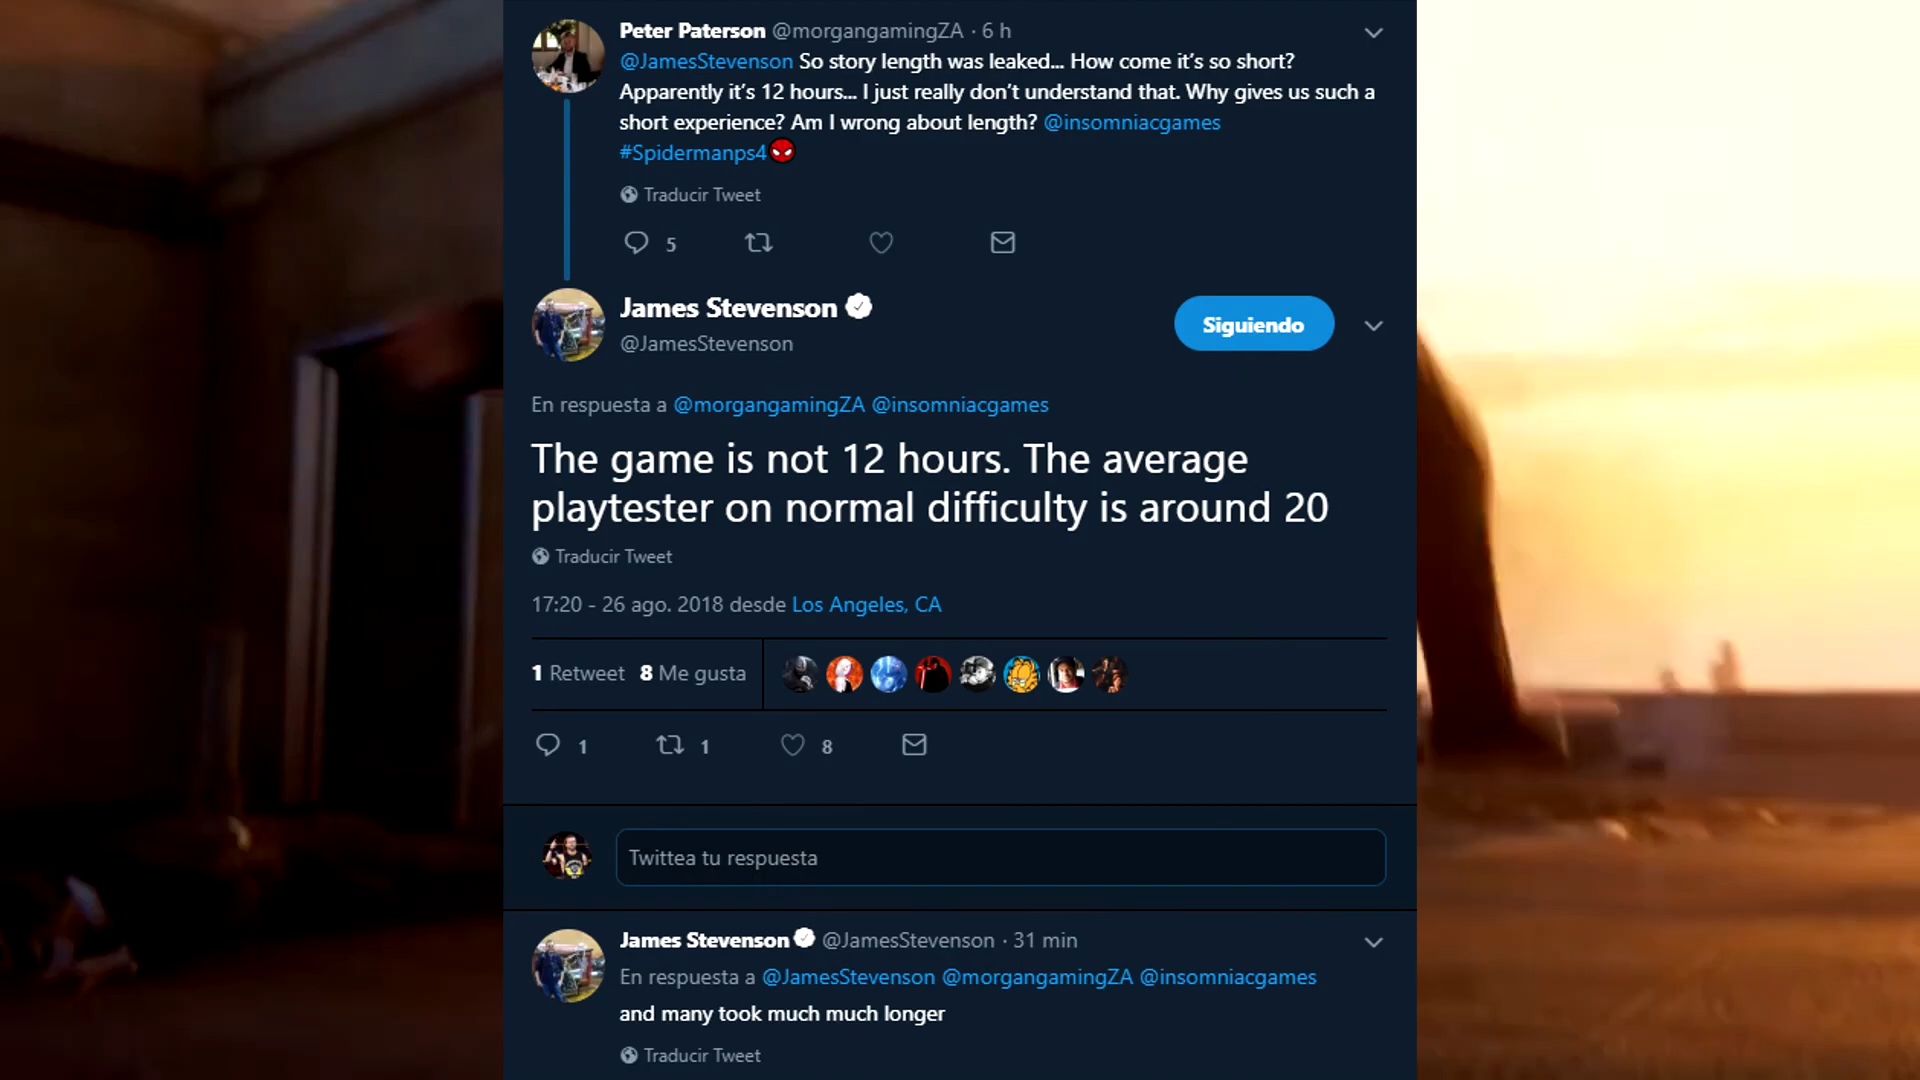 Peter Paterson @morgangamingZA · 6 h
@JamesStevenson So story length was leaked... How come it’s so short?
Apparently it’s 12 hours... I just really don’t understand that. Why gives us such a
short experience? Am I wrong about length? @insomniacgames
#Spidermanps4
Traducir Tweet
5
James Stevenson
@JamesStevenson
Siguiendo
En respuesta a @morgangamingZA @insomniacgames
The game is not 12 hours. The average
playtester on normal difficulty is around 20
Traducir Tweet
17:20 - 26 ago. 2018 desde Los Angeles, CA
1 Retweet 8 Me gusta
1 1 8
Twittea tu respuesta
James Stevenson @JamesStevenson · 31 min
En respuesta a @JamesStevenson @morgangamingZA @insomniacgames
and many took much much longer
Traducir Tweet